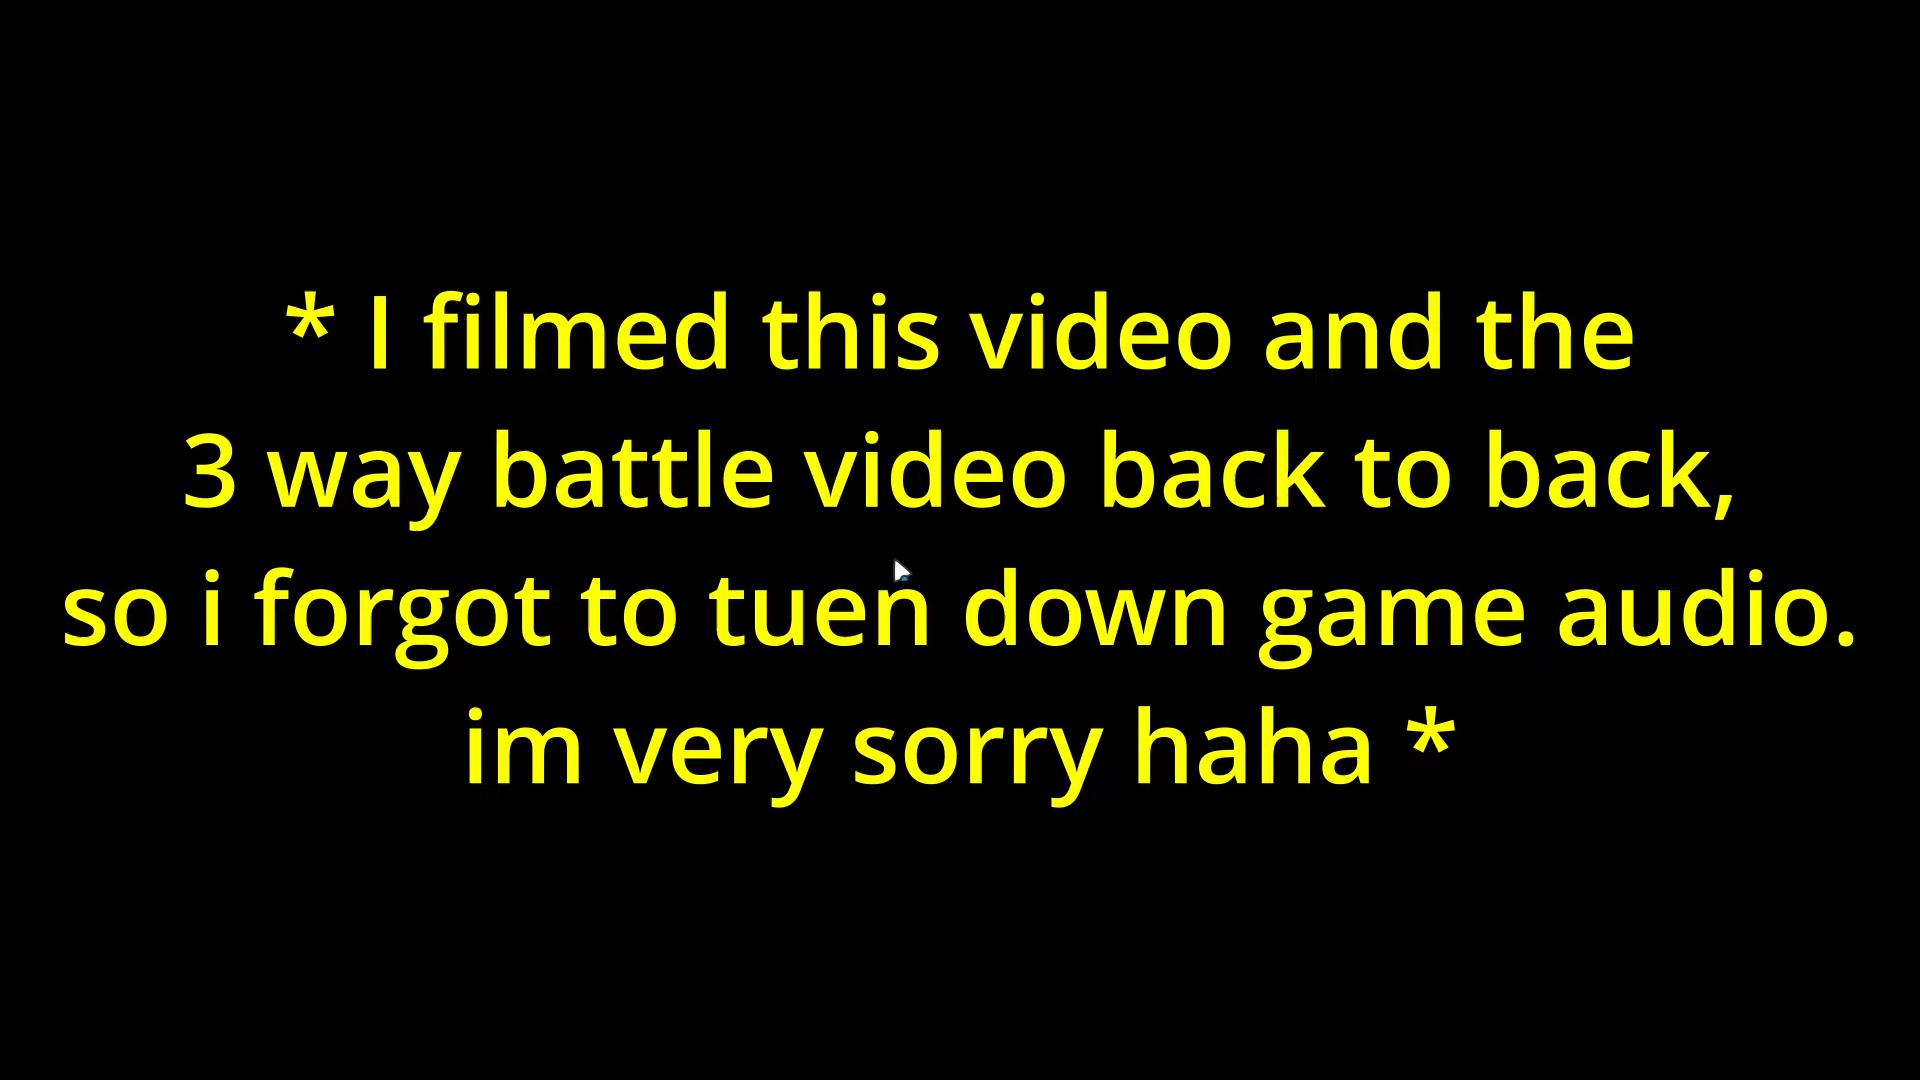 * I filmed this video and the
3 way battle video back to back,
so i forgot to tuen down game audio.
im very sorry haha *